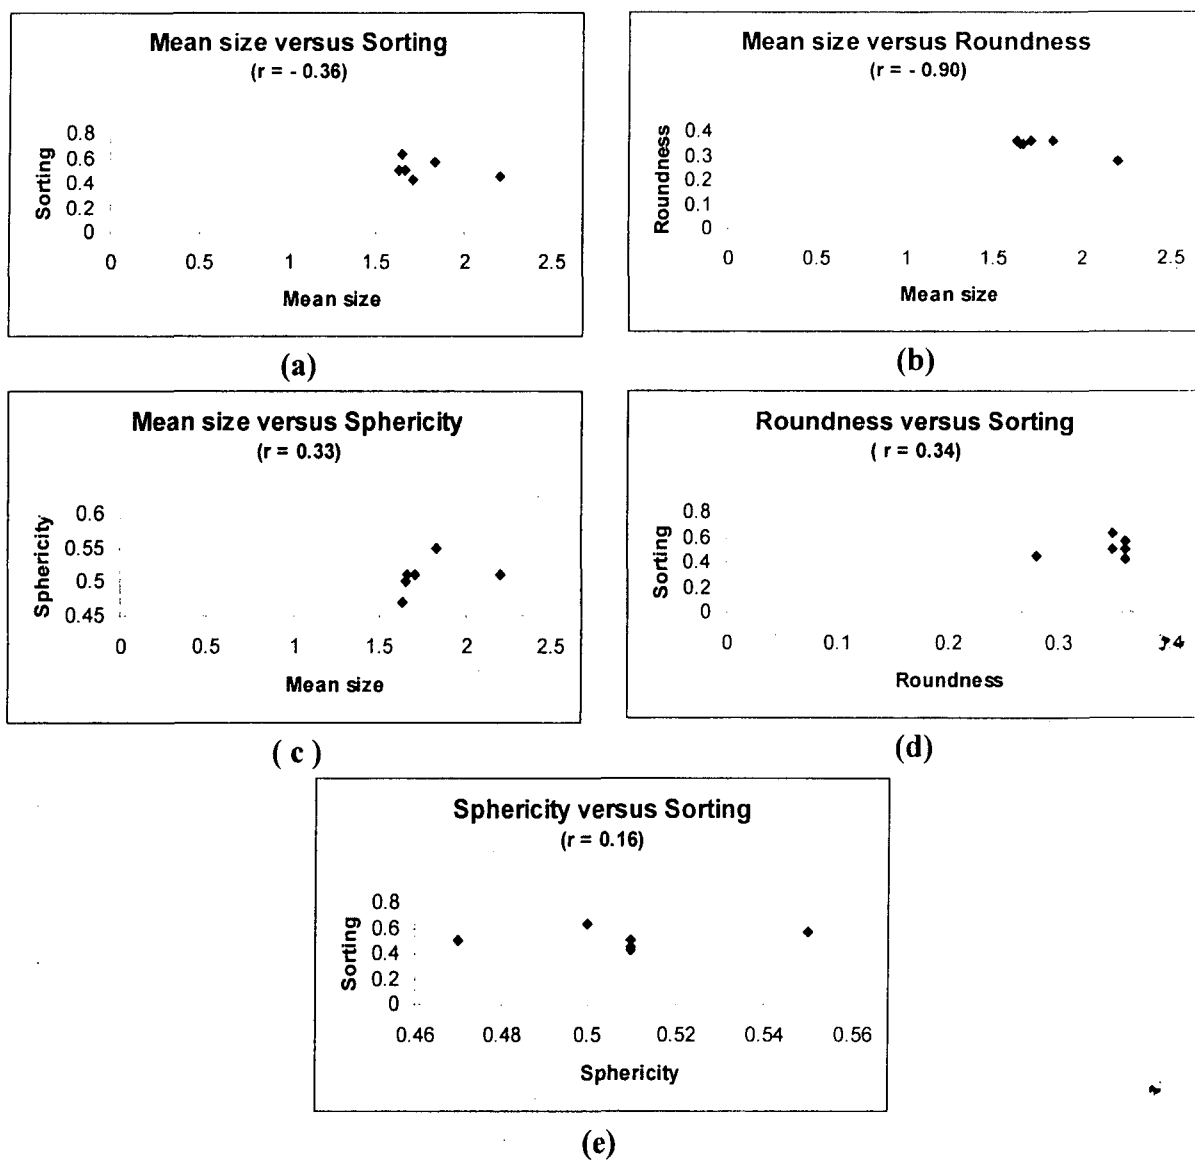 Mean size versus Sorting
(r = - 0.36)
Sorting
0.8
0.6
0.4
0.2
0
0 0.5 1 1.5 2 2.5
Mean size
(a)
Mean size versus Roundness
(r = - 0.90)
Roundness
0.4
0.3
0.2
0.1
0
0 0.5 1 1.5 2 2.5
Mean size
(b)
Mean size versus Sphericity
(r = 0.33)
Sphericity
0.6
0.55
0.5
0.45
0 0.5 1 1.5 2 2.5
Mean size
( c )
Roundness versus Sorting
( r = 0.34)
Sorting
0.8
0.6
0.4
0.2
0
0 0.1 0.2 0.3
Roundness
(d)
Sphericity versus Sorting
(r = 0.16)
Sorting
0.8
0.6
0.4
0.2
0
0.46 0.48 0.5 0.52 0.54 0.56
Sphericity
(e)